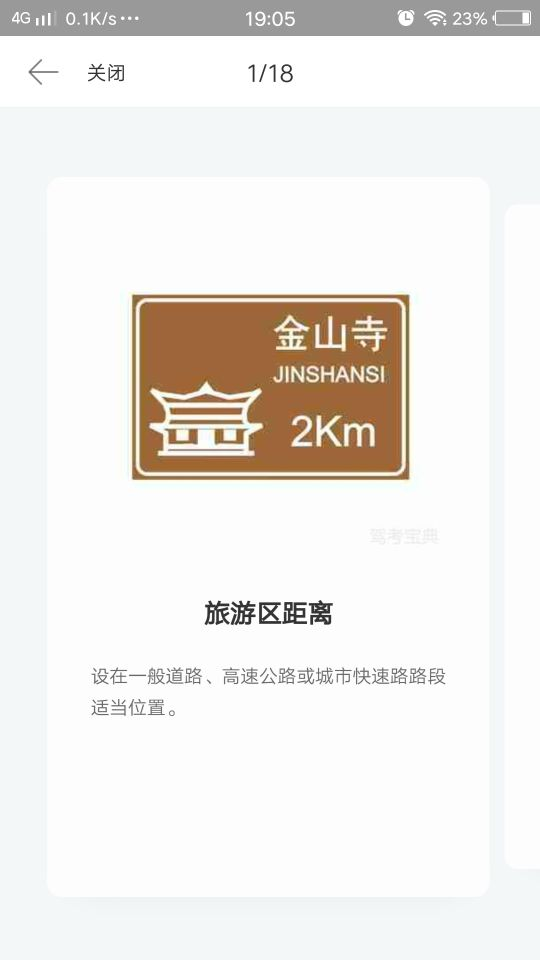 4G 0.1K/s 19:05 23%
关闭 1/18
金山寺
JINSHANSI
2Km
驾考宝典
旅游区距离
设在一般道路、高速公路或城市快速路路段
适当位置。